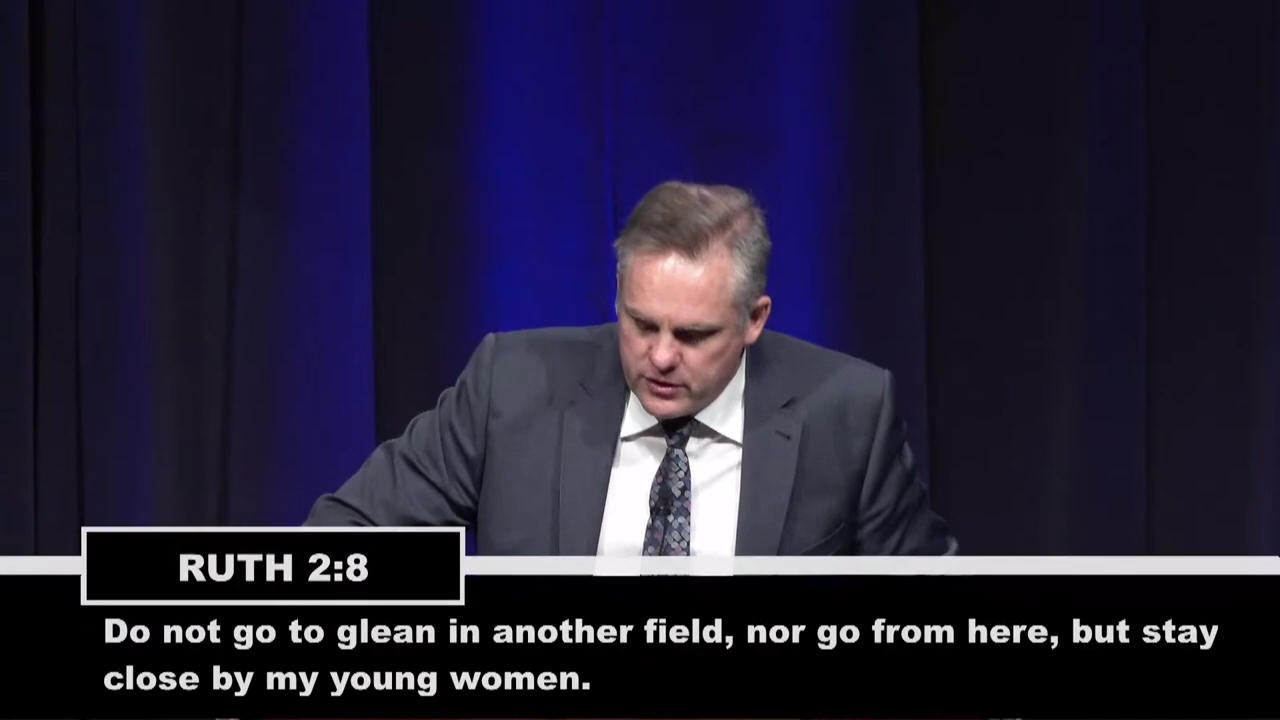 RUTH 2:8
Do not go to glean in another field, nor go from here, but stay
close by my young women.